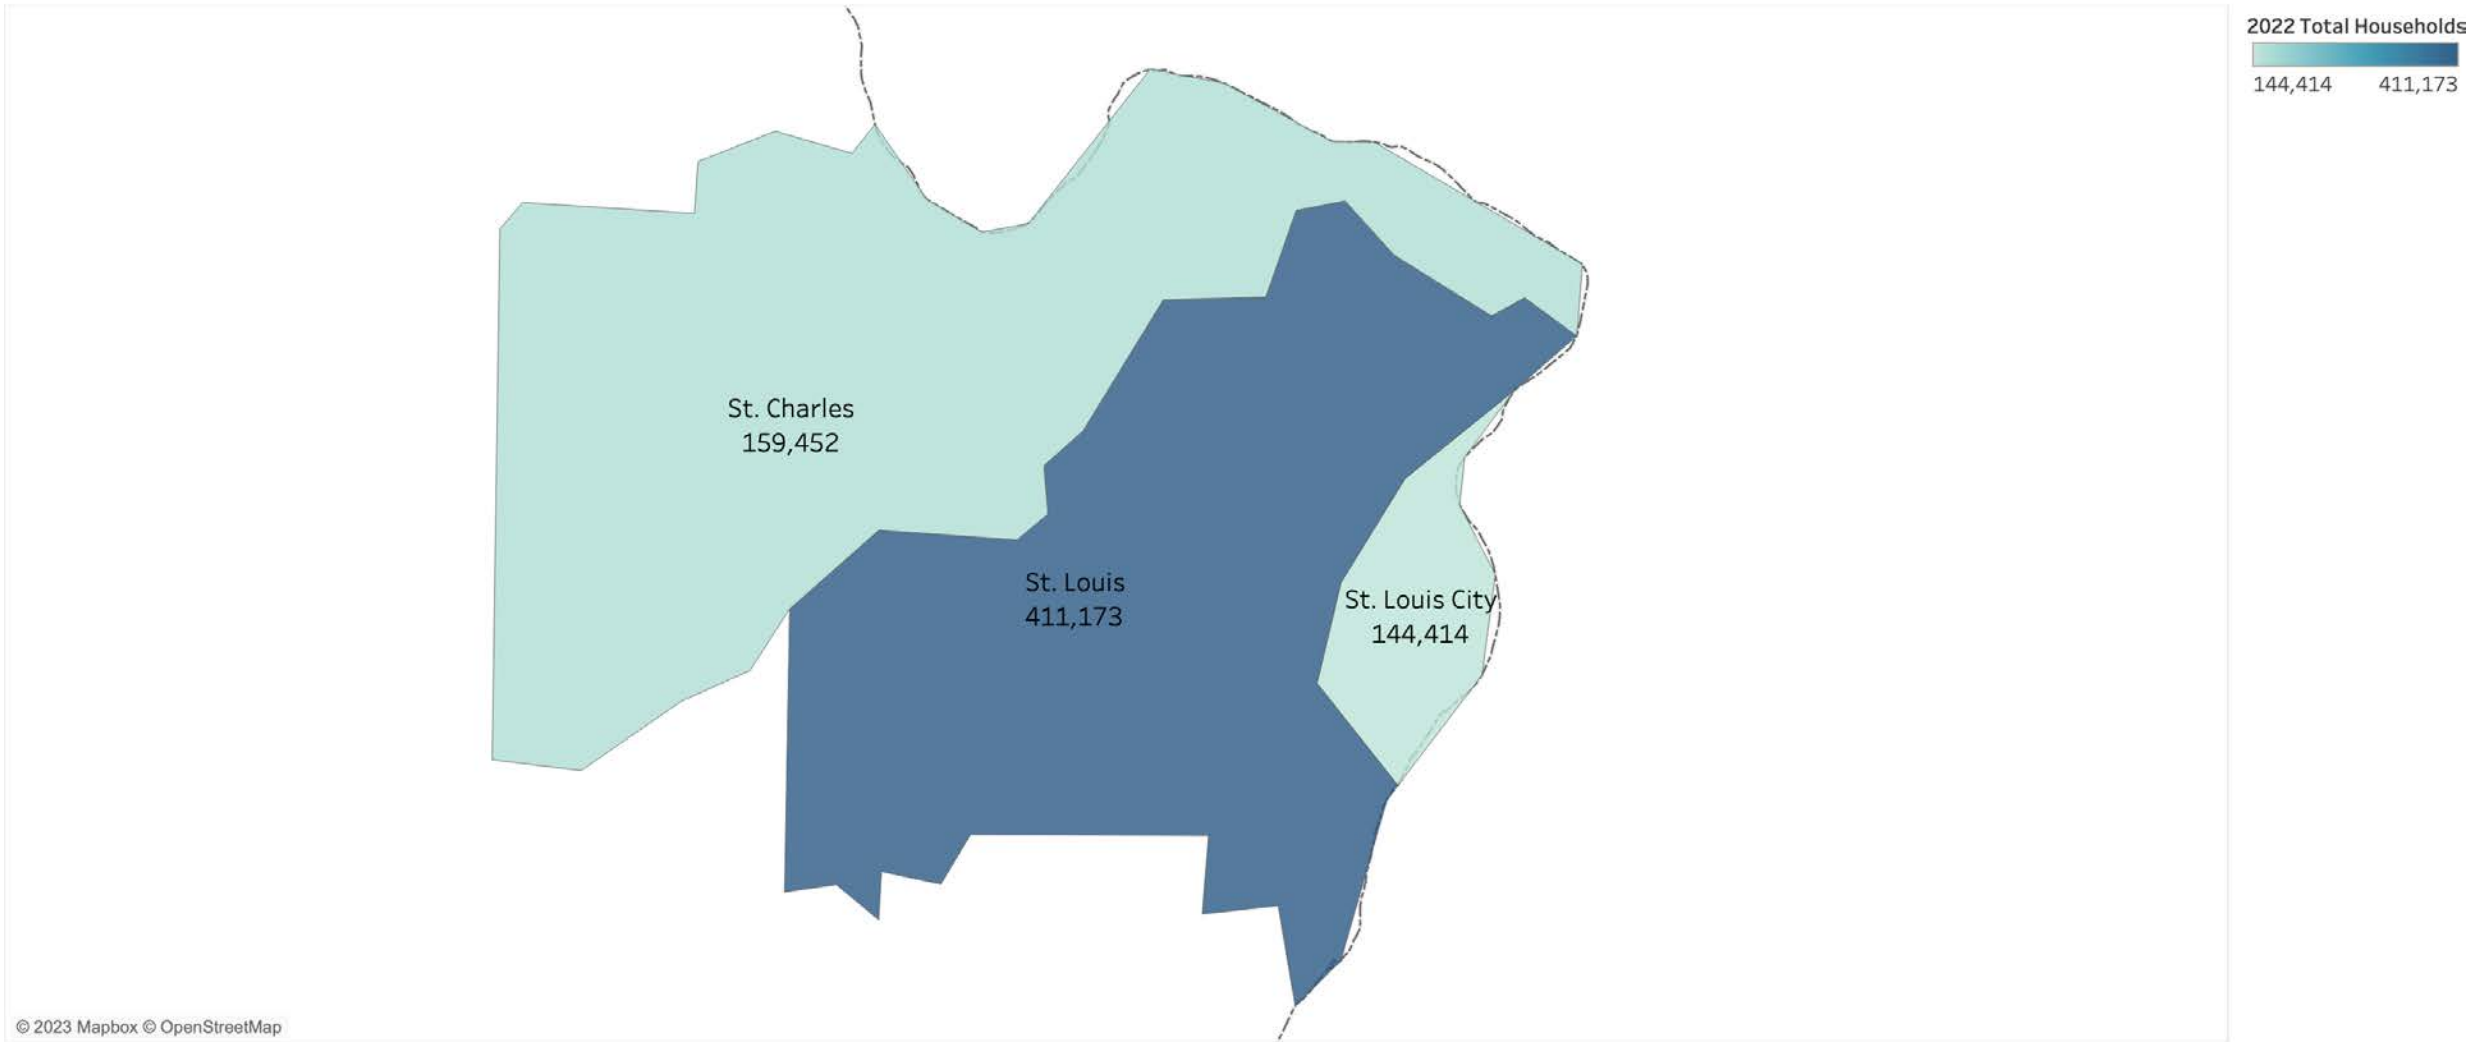 2022 Total Households
144,414 411,173
St. Charles
159,452
St. Louis
411,173
St. Louis City
144,414
© 2023 Mapbox © OpenStreetMap